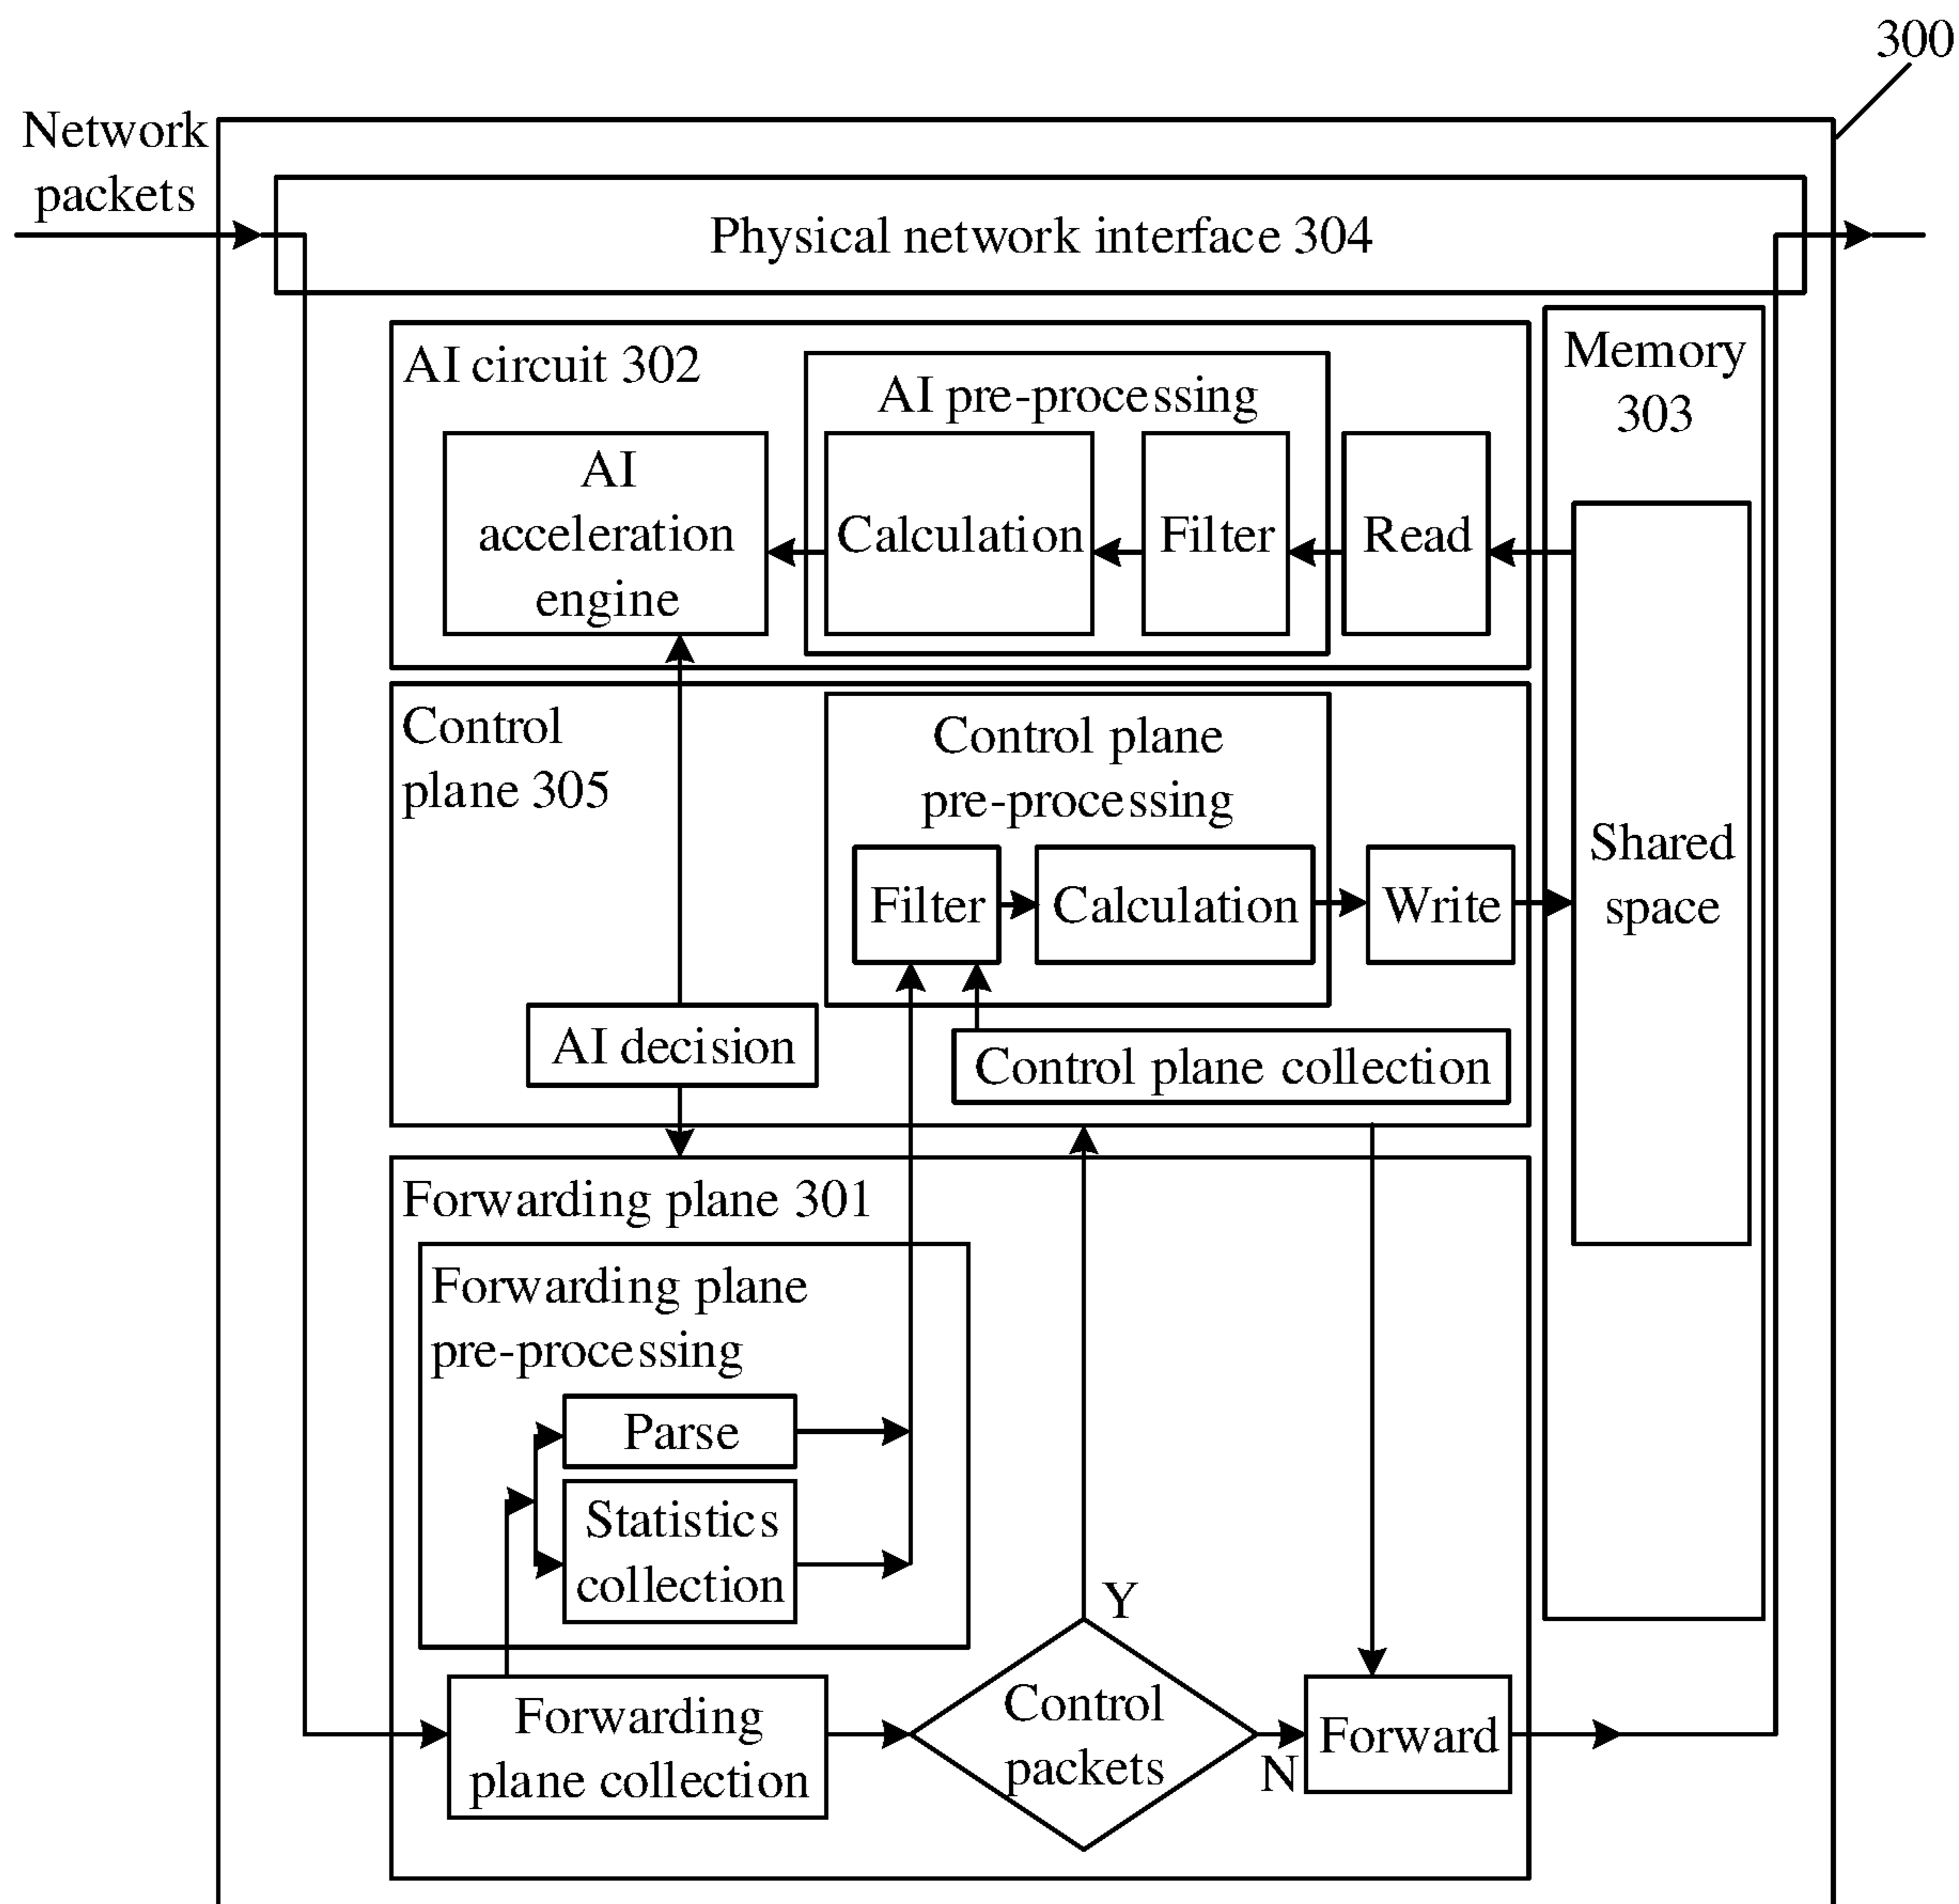 300
Network
packets
Physical network interface 304
AI circuit 302
AI pre-processing
AI
acceleration
engine
Calculation
Filter
Read
Memory
303
Shared
space
Control
plane 305
Control plane
pre-processing
Filter
Calculation
Write
AI decision
Control plane collection
Forwarding plane 301
Forwarding plane
pre-processing
Parse
Statistics
collection
Forwarding
plane collection
Control
packets
Y
N
Forward